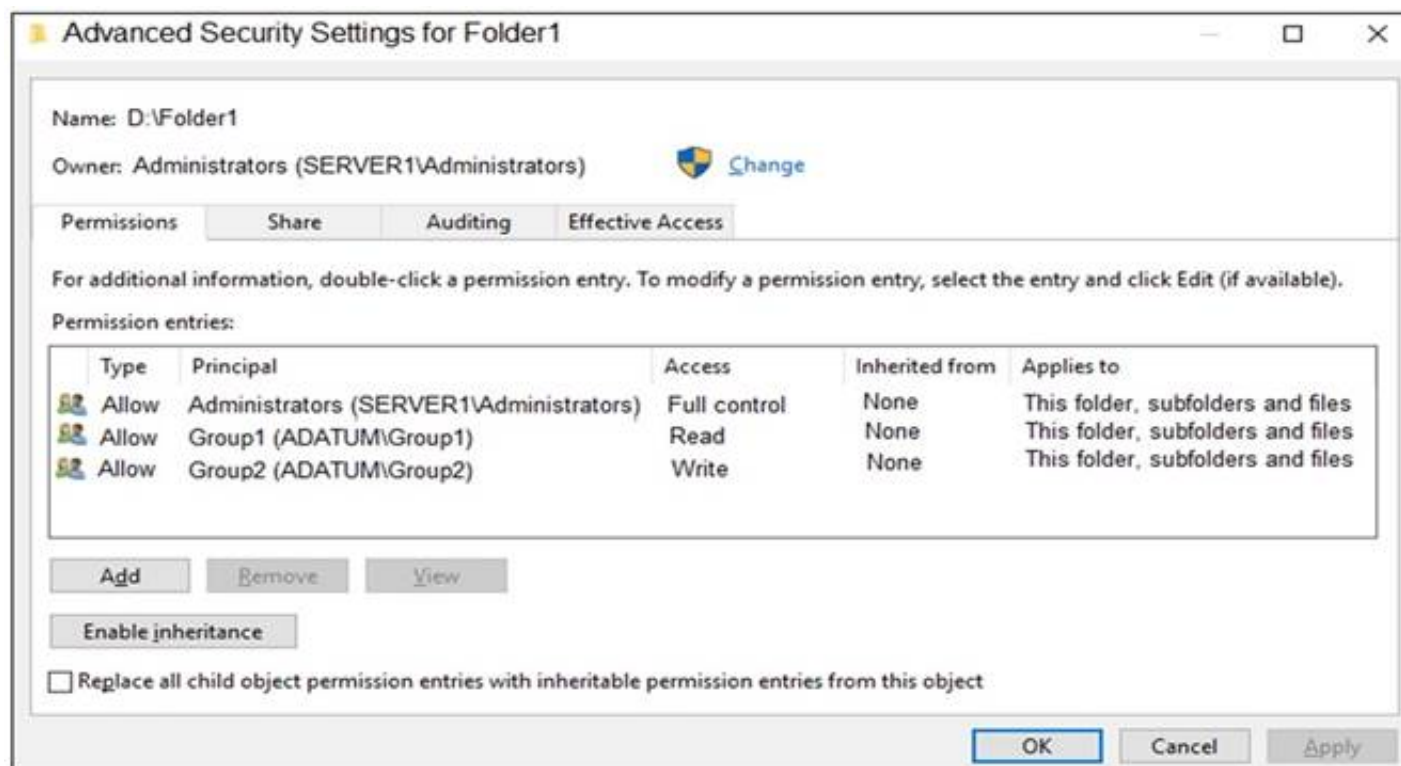 Advanced Security Settings for Folder1
Name: D:\Folder1
Owner: Administrators (SERVER1\Administrators) Change
Permissions Share Auditing Effective Access
For additional information, double-click a permission entry. To modify a permission entry, select the entry and click Edit (if available).
Permission entries:
Type Principal Access Inherited from Applies to
Allow Administrators (SERVER1\Administrators) Full control None This folder, subfolders and files
Allow Group1 (ADATUM\Group1) Read None This folder, subfolders and files
Allow Group2 (ADATUM\Group2) Write None This folder, subfolders and files
Add Remove View
Enable inheritance
Replace all child object permission entries with inheritable permission entries from this object
OK Cancel Apply